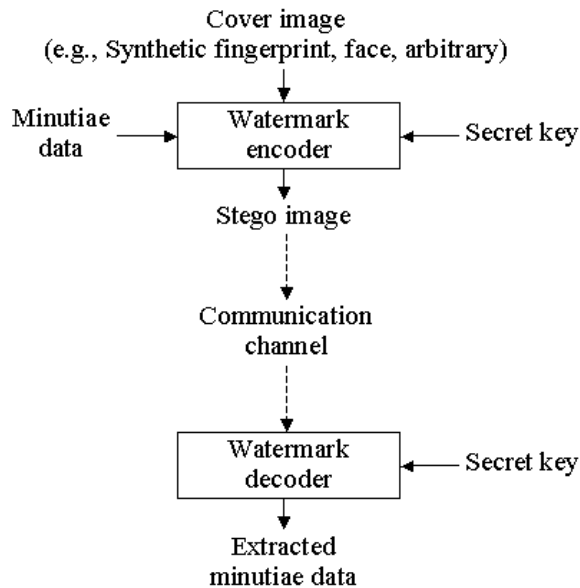 Cover image
(e.g., Synthetic fingerprint, face, arbitrary)
Minutiae
data
Watermark
encoder
Secret key
Stego image
Communication
channel
Watermark
decoder
Secret key
Extracted
minutiae data